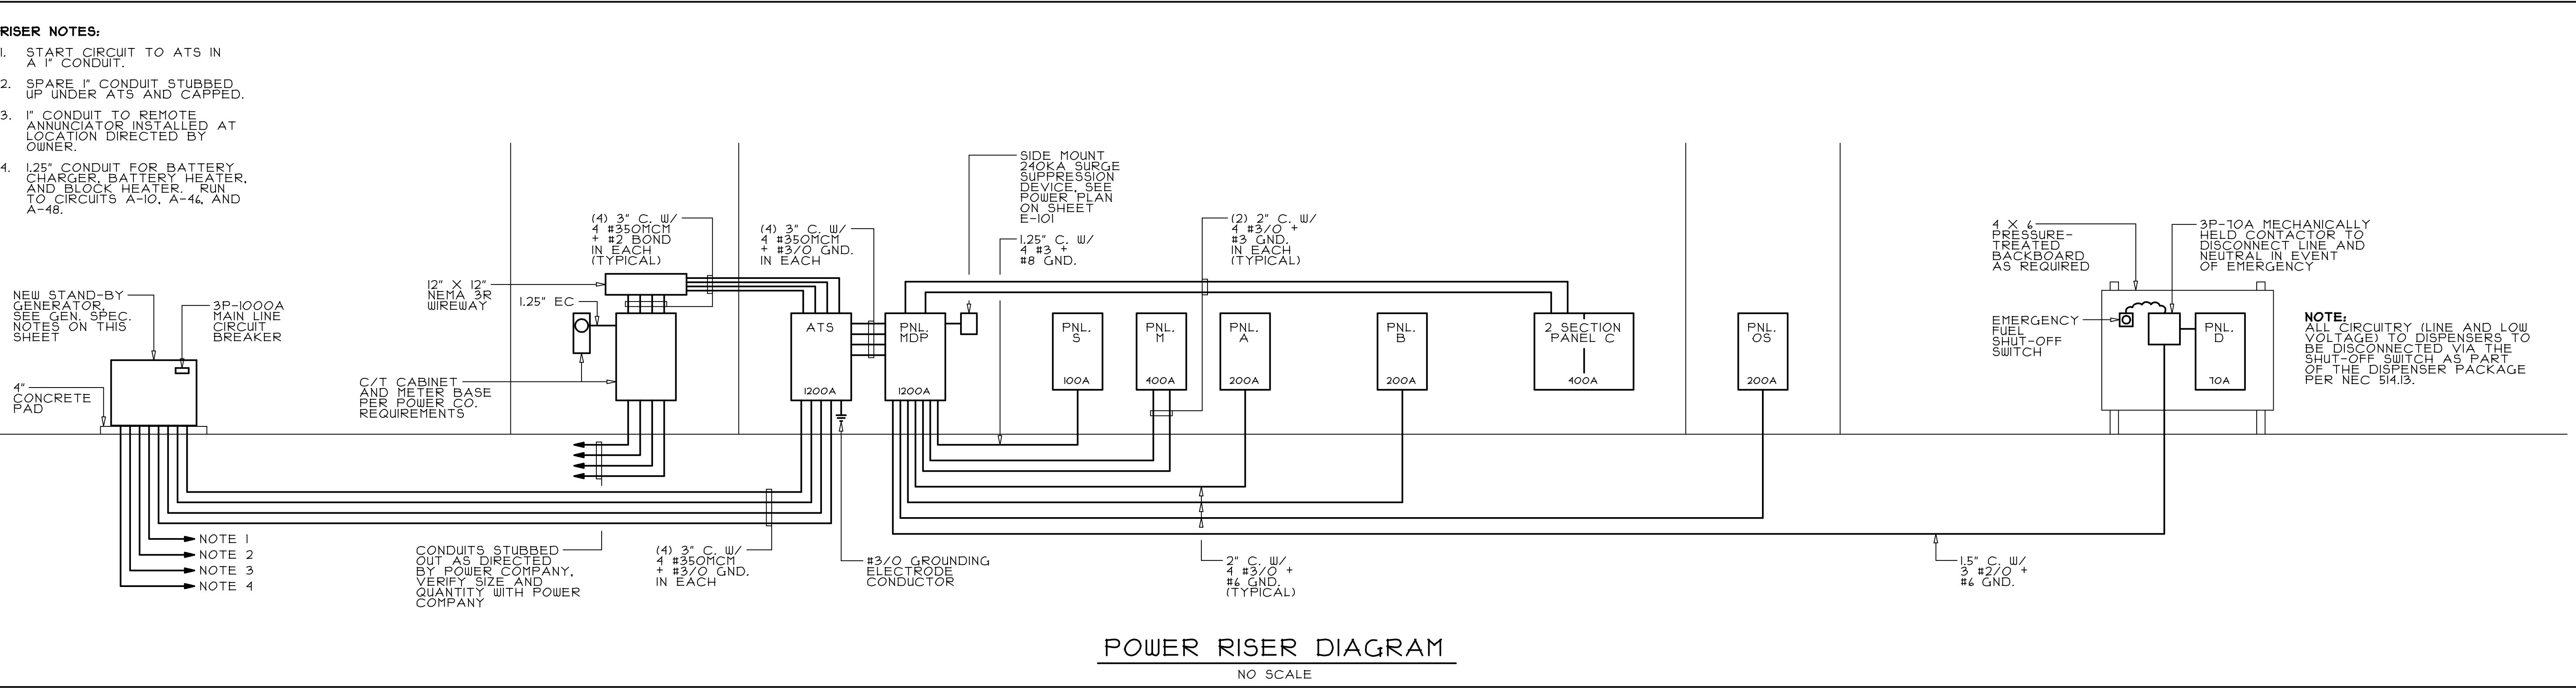 RISER NOTES:
1. START CIRCUIT TO ATS IN
A 1" CONDUIT.
2. SPARE 1" CONDUIT STUBBED
UP UNDER ATS AND CAPPED.
3. 1" CONDUIT TO REMOTE
ANNUNCIATOR INSTALLED AT
LOCATION DIRECTED BY
OWNER.
4. 1.25" CONDUIT FOR BATTERY
CHARGER, BATTERY HEATER,
AND BLOCK HEATER. RUN
TO CIRCUITS A-10, A-46, AND
A-48.
NEW STAND-BY
GENERATOR,
SEE GEN. SPEC.
NOTES ON THIS
SHEET
3P-1000A
MAIN LINE
CIRCUIT
BREAKER
4"
CONCRETE
PAD
NOTE 1
NOTE 2
NOTE 3
NOTE 4
12" X 12"
NEMA 3R
WIREWAY
1.25" EC
(4) 3" C. W/
4 #350MCM
+ #2 BOND
IN EACH
(TYPICAL)
C/T CABINET
AND METER BASE
PER POWER CO.
REQUIREMENTS
CONDUITS STUBBED
OUT AS DIRECTED
BY POWER COMPANY,
VERIFY SIZE AND
QUANTITY WITH POWER
COMPANY
(4) 3" C. W/
4 #350MCM
+ #3/0 GND.
IN EACH
(4) 3" C. W/
4 #350MCM
+ #3/0 GND.
IN EACH
ATS
1200A
PNL.
MDP
1200A
#3/0 GROUNDING
ELECTRODE
CONDUCTOR
SIDE MOUNT
240KA SURGE
SUPPRESSION
DEVICE, SEE
POWER PLAN
ON SHEET
E-101
1.25" C. W/
4 #3 +
#8 GND.
(2) 2" C. W/
4 #3/0 +
#3 GND.
IN EACH
(TYPICAL)
PNL.
S
100A
PNL.
M
400A
PNL.
A
200A
PNL.
B
200A
2 SECTION
PANEL C
400A
PNL.
OS
200A
2" C. W/
4 #3/0 +
#6 GND.
(TYPICAL)
1.5" C. W/
3 #2/0 +
#6 GND.
4 X 6
PRESSURE-
TREATED
BACKBOARD
AS REQUIRED
3P-70A MECHANICALLY
HELD CONTACTOR TO
DISCONNECT LINE AND
NEUTRAL IN EVENT
OF EMERGENCY
EMERGENCY
FUEL
SHUT-OFF
SWITCH
PNL.
D
70A
NOTE:
ALL CIRCUITRY (LINE AND LOW
VOLTAGE) TO DISPENSERS TO
BE DISCONNECTED VIA THE
SHUT-OFF SWITCH AS PART
OF THE DISPENSER PACKAGE
PER NEC 514.13.
POWER RISER DIAGRAM
NO SCALE